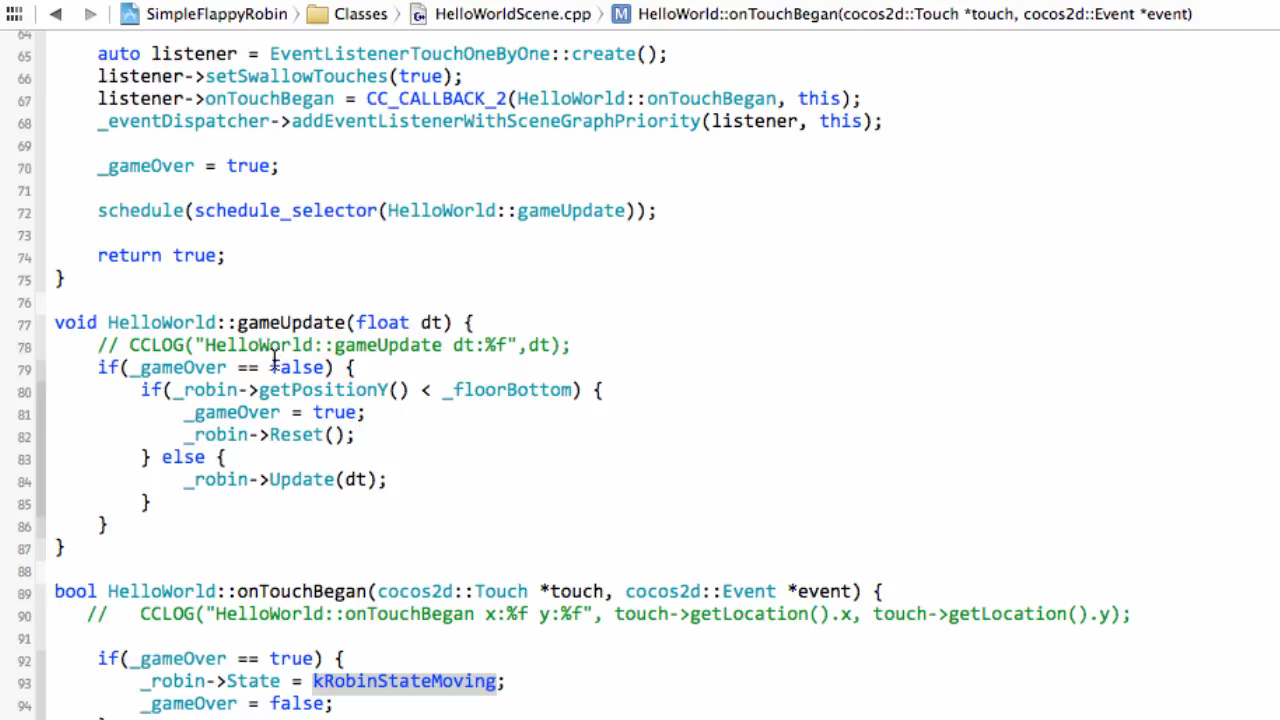 SimpleFlappyRobin Classes HelloWorldScene.cpp M HelloWorld::onTouchBegan(cocos2d::Touch *touch, cocos2d::Event *event)
64
65 auto listener = EventListenerTouchOneByOne::create();
66 listener->setSwallowTouches(true);
67 listener->onTouchBegan = CC_CALLBACK_2(HelloWorld::onTouchBegan, this);
68 _eventDispatcher->addEventListenerWithSceneGraphPriority(listener, this);
69
70 _gameOver = true;
71
72 schedule(schedule_selector(HelloWorld::gameUpdate));
73
74 return true;
75 }
76
77 void HelloWorld::gameUpdate(float dt) {
78 // CCLOG("HelloWorld::gameUpdate dt:%f",dt);
79 if(_gameOver == false) {
80 if(_robin->getPositionY() < _floorBottom) {
81 _gameOver = true;
82 _robin->Reset();
83 } else {
84 _robin->Update(dt);
85 }
86 }
87 }
88
89 bool HelloWorld::onTouchBegan(cocos2d::Touch *touch, cocos2d::Event *event) {
90 // CCLOG("HelloWorld::onTouchBegan x:%f y:%f", touch->getLocation().x, touch->getLocation().y);
91
92 if(_gameOver == true) {
93 _robin->State = kRobinStateMoving;
94 _gameOver = false;